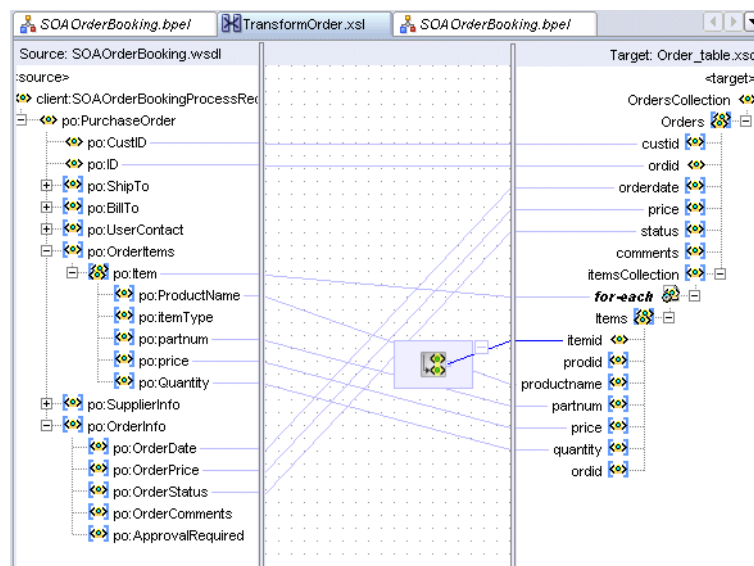 SOAOrderBooking.bpel TransformOrder.xsl SOAOrderBooking.bpel
Source: SOAOrderBooking.wsdl Target: Order_table.xsd
<source> <target>
client:SOAOrderBookingProcessRec OrdersCollection
po:PurchaseOrder Orders
po:CustID custid
po:ID ordid
po:ShipTo orderdate
po:BillTo price
po:UserContact status
po:OrderItems comments
po:Item itemsCollection
po:ProductName for-each
po:itemType Items
po:partnum itemid
po:price prodid
po:Quantity productname
po:SupplierInfo partnum
po:OrderInfo price
po:OrderDate quantity
po:OrderPrice ordid
po:OrderStatus
po:OrderComments
po:ApprovalRequired